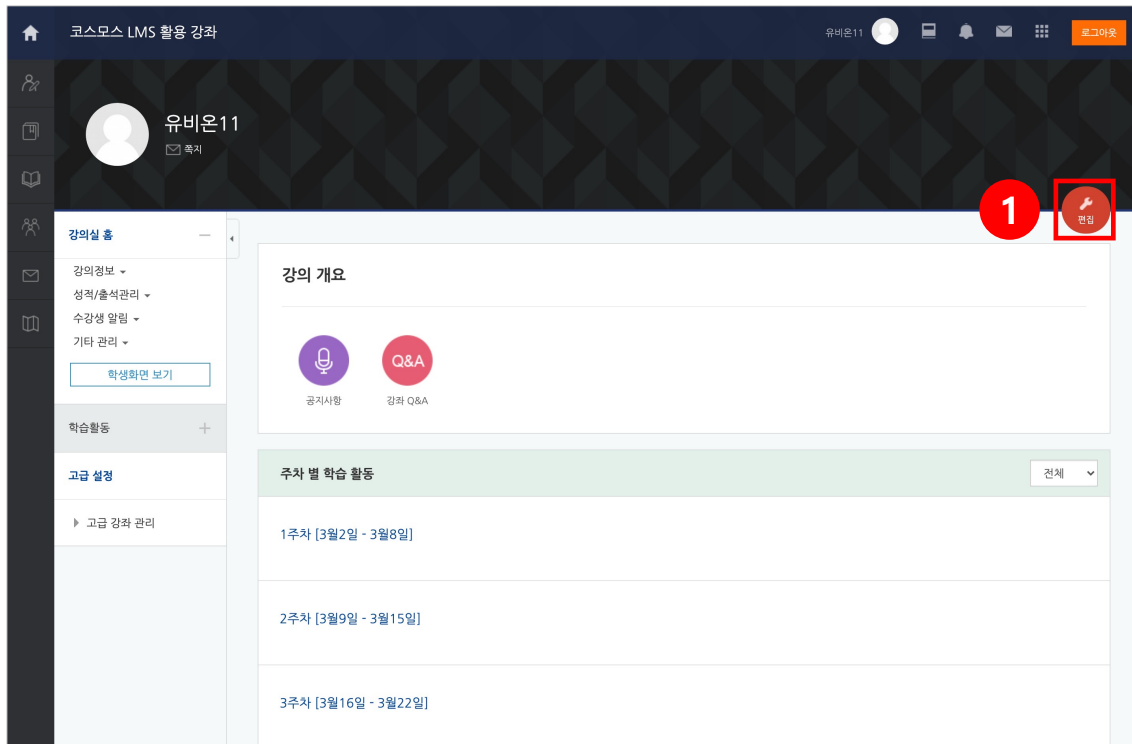 코스모스 LMS 활용 강좌
유비온11
로그아웃
유비온11
쪽지
1
편집
강의실 홈
강의정보
성적/출석관리
수강생 알림
기타 관리
학생화면 보기
학습활동
고급 설정
고급 강좌 관리
강의 개요
Q&A
공지사항
강좌 Q&A
주차 별 학습 활동
전체
1주차 [3월2일 - 3월8일]
2주차 [3월9일 - 3월15일]
3주차 [3월16일 - 3월22일]